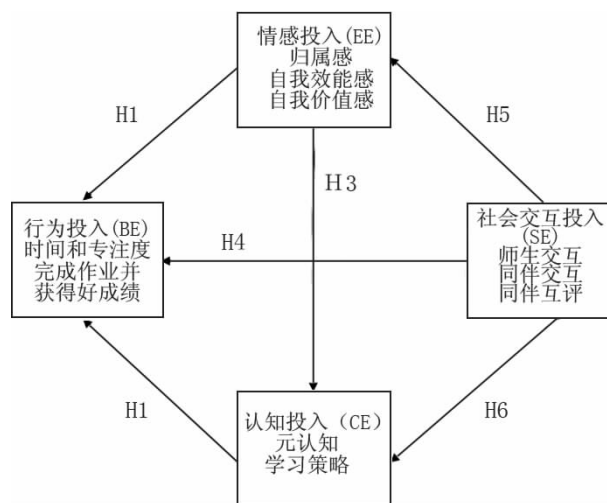 情感投入(EE)
归属感
自我效能感
自我价值感
H1
H5
H3
行为投入(BE)
时间和专注度
完成作业并
获得好成绩
H4
社会交互投入
(SE)
师生交互
同伴交互
同伴互评
H1
H6
认知投入（CE）
元认知
学习策略